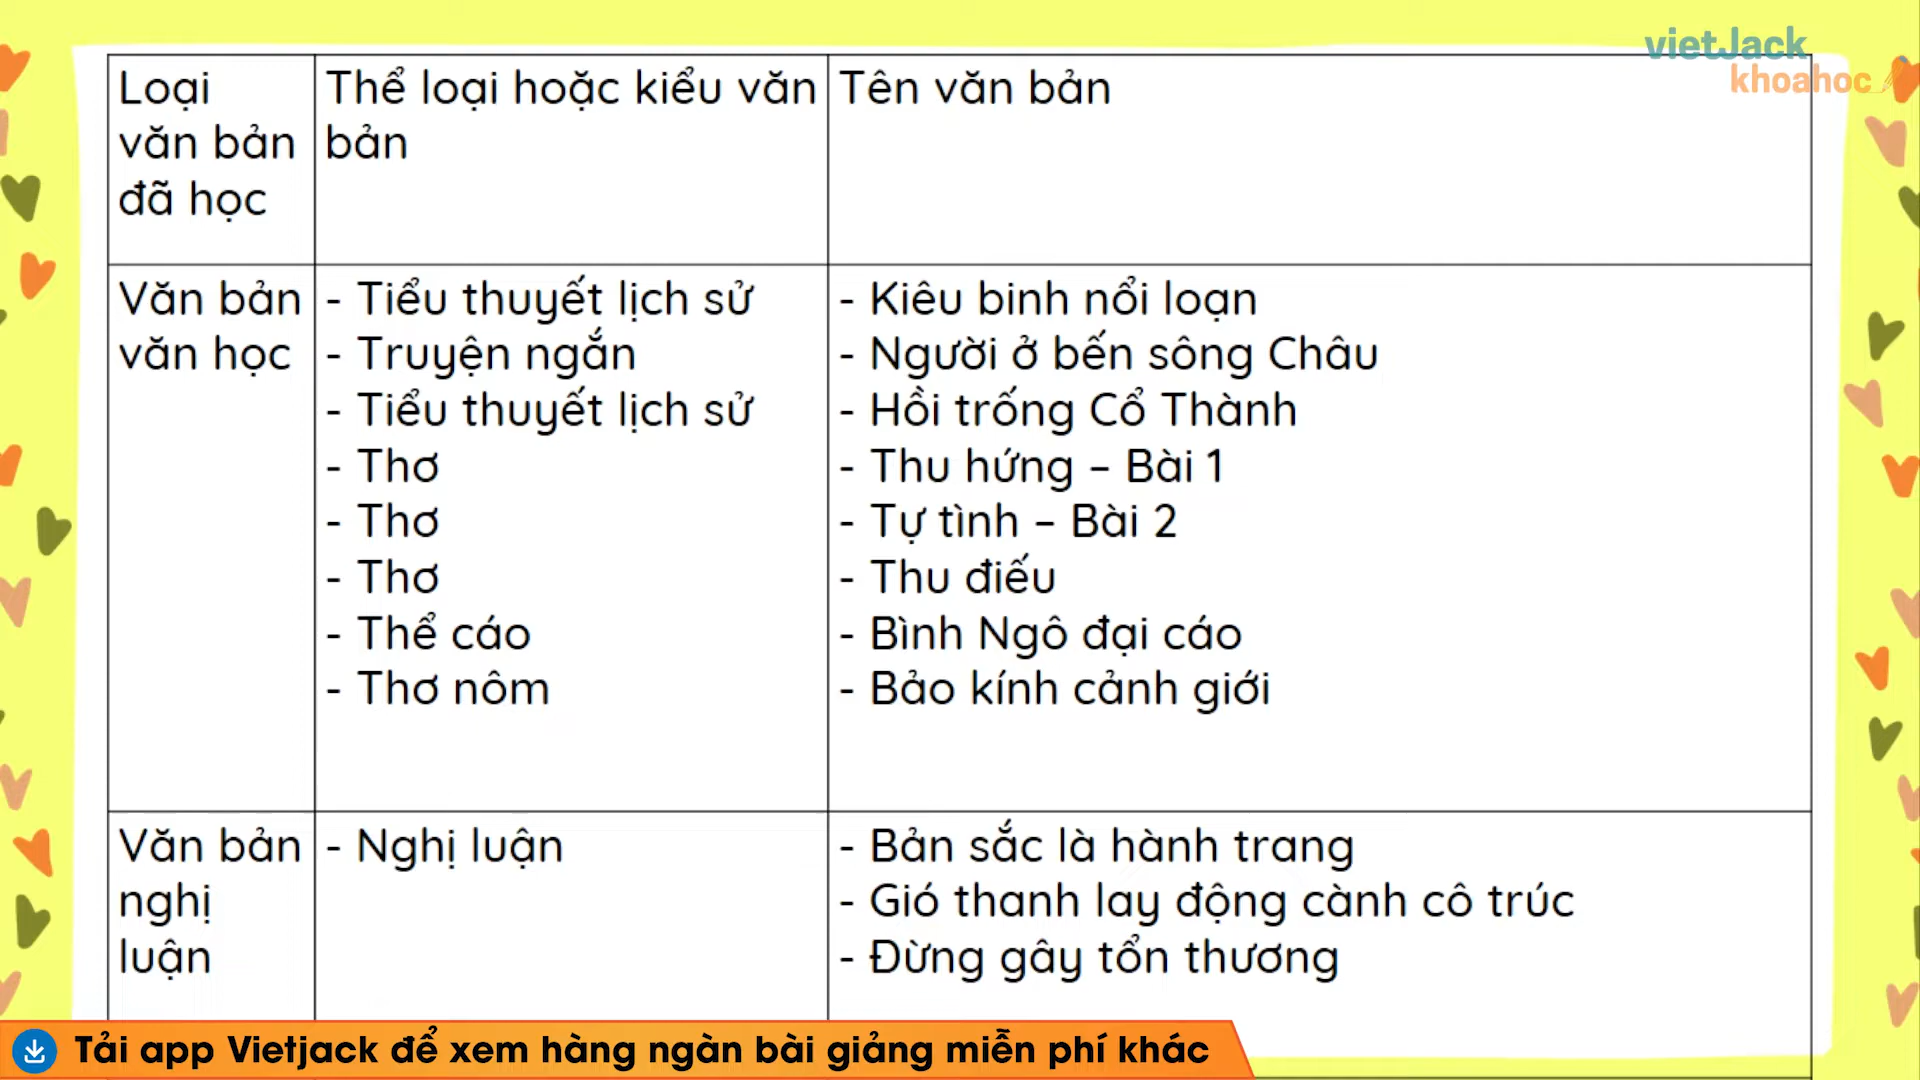 vietJack
khoahoc
Loại
văn bản
đã học
Thể loại hoặc kiểu văn
bản
Tên văn bản
Văn bản
văn học
- Tiểu thuyết lịch sử
- Truyện ngắn
- Tiểu thuyết lịch sử
- Thơ
- Thơ
- Thơ
- Thể cáo
- Thơ nôm
- Kiêu binh nổi loạn
- Người ở bến sông Châu
- Hồi trống Cổ Thành
- Thu hứng – Bài 1
- Tự tình – Bài 2
- Thu điếu
- Bình Ngô đại cáo
- Bảo kính cảnh giới
Văn bản
nghị
luận
- Nghị luận
- Bản sắc là hành trang
- Gió thanh lay động cành cô trúc
- Đừng gây tổn thương
Tải app Vietjack để xem hàng ngàn bài giảng miễn phí khác